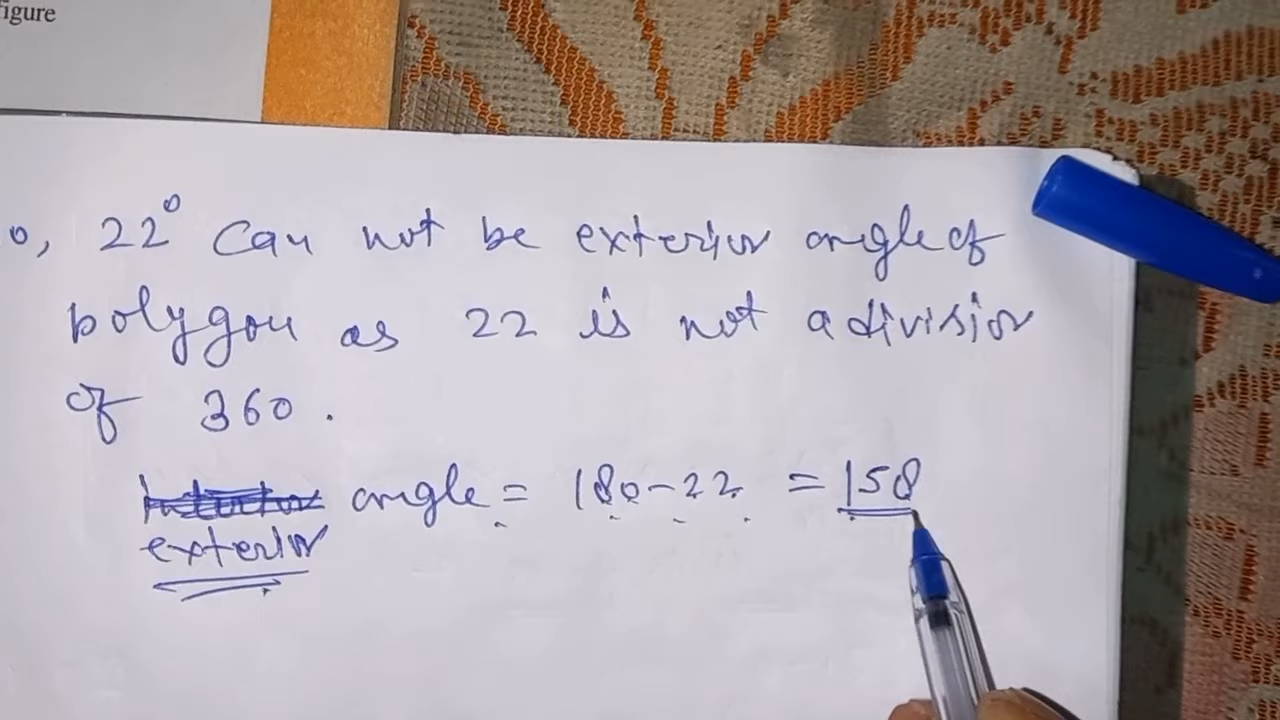 figure
o, 22° Can not be exterior angle of
polygon as 22 is not a divisior
of 360.
angle = 180-22 = 158
exterior